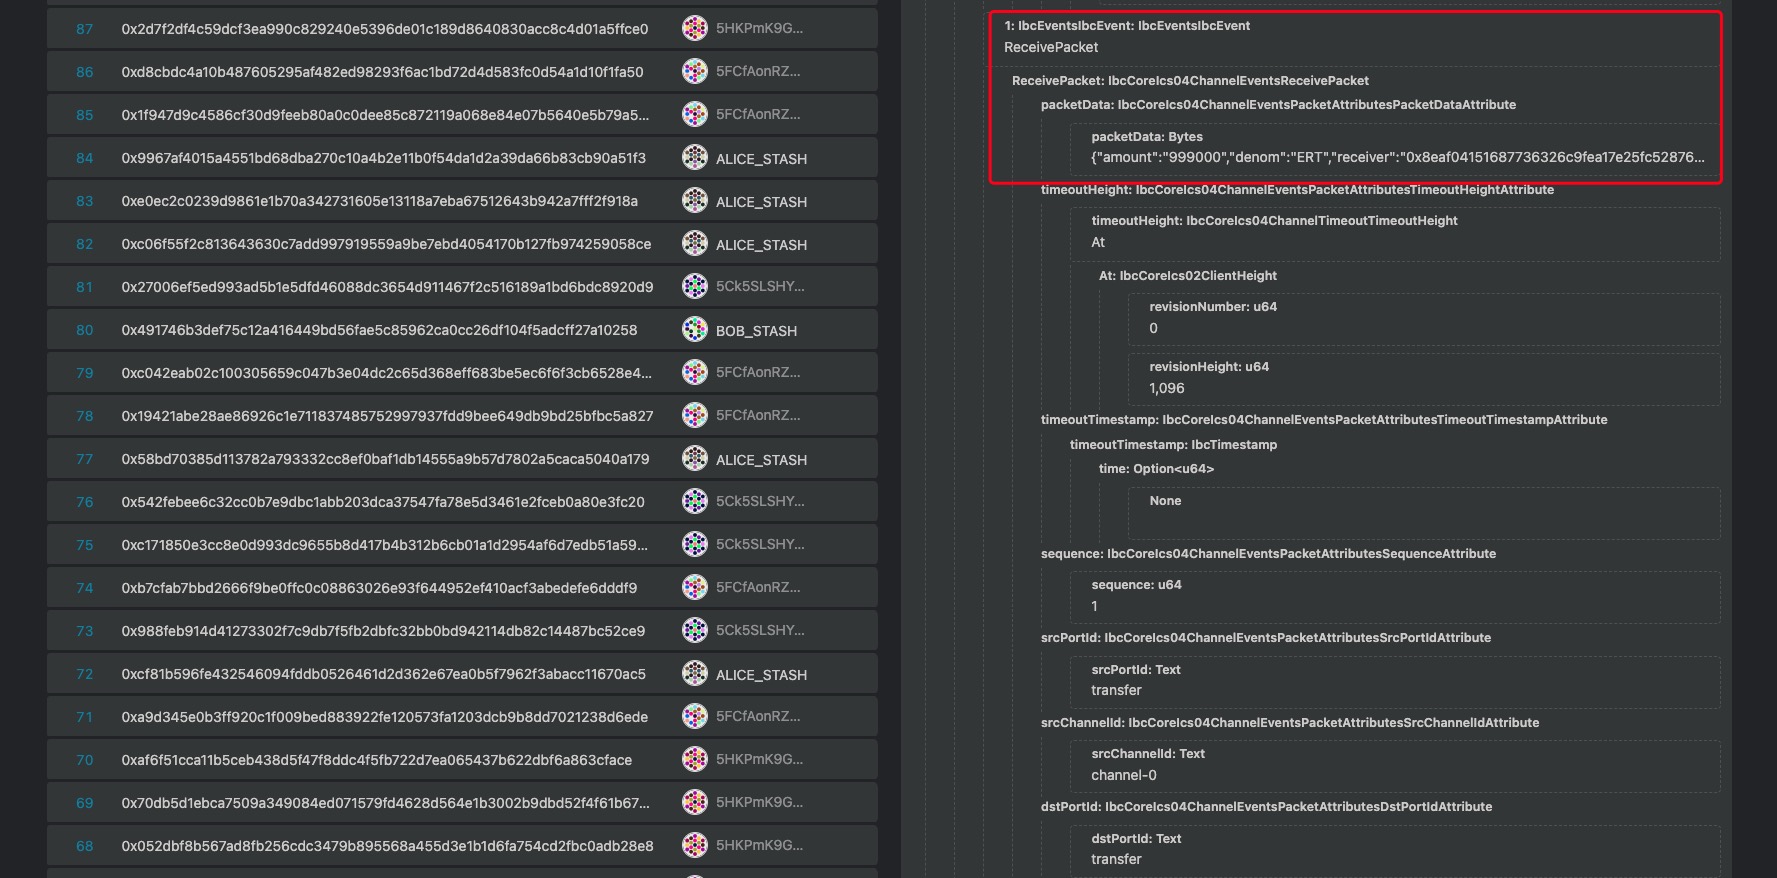 87 0x2d7f2df4c59dcf3ea990c829240e5396de01c189d8640830acc8c4d01a5ffce0 5HKPmK9G...
86 0xd8cbdc4a10b487605295af482ed98293f6ac1bd72d4d583fc0d54a1d10f1fa50 5FCfAonRZ...
85 0x1f947d9c4586cf30d9feeb80a0c0dee85c872119a068e84e07b5640e5b79a5... 5FCfAonRZ...
84 0x9967af4015a4551bd68dba270c10a4b2e11b0f54da1d2a39da66b83cb90a51f3 ALICE_STASH
83 0xe0ec2c0239d9861e1b70a342731605e13118a7eba67512643b942a7fff2f918a ALICE_STASH
82 0xc06f55f2c813643630c7add997919559a9be7ebd4054170b127fb974259058ce ALICE_STASH
81 0x27006ef5ed993ad5b1e5dfd46088dc3654d911467f2c516189a1bd6bdc8920d9 5Ck5SLSHY...
80 0x491746b3def75c12a416449bd56fae5c85962ca0cc26df104f5adcff27a10258 BOB_STASH
79 0xc042eab02c100305659c047b3e04dc2c65d368eff683be5ec6f6f3cb6528e4... 5FCfAonRZ...
78 0x19421abe28ae86926c1e711837485752997937fdd9bee649db9bd25bfbc5a827 5FCfAonRZ...
77 0x58bd70385d113782a793332cc8ef0baf1db14555a9b57d7802a5caca5040a179 ALICE_STASH
76 0x542febee6c32cc0b7e9dbc1abb203dca37547fa78e5d3461e2fceb0a80e3fc20 5Ck5SLSHY...
75 0xc171850e3cc8e0d993dc9655b8d417b4b312b6cb01a1d2954af6d7edb51a59... 5Ck5SLSHY...
74 0xb7cfab7bbd2666f9be0ffc0c08863026e93f644952ef410acf3abedefe6dddf9 5FCfAonRZ...
73 0x988feb914d41273302f7c9db7f5fb2dbfc32bb0bd942114db82c14487bc52ce9 5Ck5SLSHY...
72 0xcf81b596fe432546094fddb0526461d2d362e67ea0b5f7962f3abacc11670ac5 ALICE_STASH
71 0xa9d345e0b3ff920c1f009bed883922fe120573fa1203dcb9b8dd7021238d6ede 5FCfAonRZ...
70 0xaf6f51cca11b5ceb438d5f47f8ddc4f5fb722d7ea065437b622dbf6a863cface 5HKPmK9G...
69 0x70db5d1ebca7509a349084ed071579fd4628d564e1b3002b9dbd52f4f61b67... 5HKPmK9G...
68 0x052dbf8b567ad8fb256cdc3479b895568a455d3e1b1d6fa754cd2fbc0adb28e8 5HKPmK9G...
1: IbcEventsIbcEvent: IbcEventsIbcEvent
ReceivePacket
ReceivePacket: IbcCoreIcs04ChannelEventsReceivePacket
packetData: IbcCoreIcs04ChannelEventsPacketAttributesPacketDataAttribute
packetData: Bytes
{"amount":"999000","denom":"ERT","receiver":"0x8eaf04151687736326c9fea17e25fc52876...
timeoutHeight: IbcCoreIcs04ChannelEventsPacketAttributesTimeoutHeightAttribute
timeoutHeight: IbcCoreIcs04ChannelTimeoutTimeoutHeight
At
At: IbcCoreIcs02ClientHeight
revisionNumber: u64
0
revisionHeight: u64
1,096
timeoutTimestamp: IbcCoreIcs04ChannelEventsPacketAttributesTimeoutTimestampAttribute
timeoutTimestamp: IbcTimestamp
time: Option<u64>
None
sequence: IbcCoreIcs04ChannelEventsPacketAttributesSequenceAttribute
sequence: u64
1
srcPortId: IbcCoreIcs04ChannelEventsPacketAttributesSrcPortIdAttribute
srcPortId: Text
transfer
srcChannelId: IbcCoreIcs04ChannelEventsPacketAttributesSrcChannelIdAttribute
srcChannelId: Text
channel-0
dstPortId: IbcCoreIcs04ChannelEventsPacketAttributesDstPortIdAttribute
dstPortId: Text
transfer